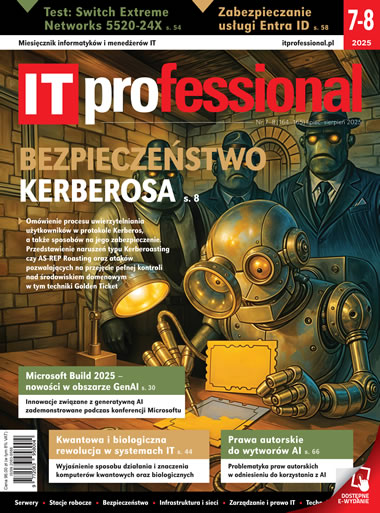 Test: Switch Extreme
Networks 5520-24X s. 54
Zabezpieczanie
usługi Entra ID s. 58
7-8
2025
Miesięcznik informatyków i menedżerów IT
itprofessional.pl
IT professional
BEZPIECZEŃSTWO
KERBEROSA s. 8
Omówienie procesu uwierzytelniania
użytkowników w protokole Kerberos,
a także sposobów na jego zabezpieczenie.
Przedstawienie naruszeń typu Kerberoasting
czy AS-REP Roasting oraz ataków
pozwalających na przejęcie pełnej kontroli
nad środowiskiem domenowym
w tym techniki Golden Ticket
Microsoft Build 2025 –
nowości w obszarze GenAI s. 30
Innowacje związane z generatywną AI
zademonstrowane podczas konferencji Microsoftu
Kwantowa i biologiczna
rewolucja w systemach IT s. 44
Wyjaśnienie sposobu działania i znaczenia
komputerów kwantowych oraz biologicznych
Prawa autorskie
do wytworów AI s. 66
Problematyka praw autorskich
w odniesieniu do korzystania z AI
DOSTĘPNE
E-WYDANIE
Serwery • Stacje robocze • Bezpieczeństwo • Infrastruktura i sieci • Zarządzanie i prawo IT •